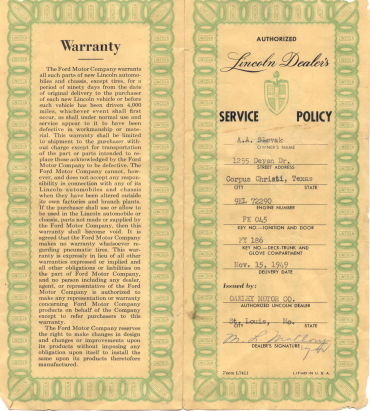 Warranty
The Ford Motor Company warrants
all such parts of new Lincoln automo-
biles and chassis, except tires, for a
period of ninety days from the date
of original delivery to the purchaser
of each new Lincoln vehicle or before
such vehicle has been driven 4,000
miles, whichever event shall first
occur, as shall under normal use and
service appear to it to have been
defective in workmanship or mate-
rial. This warranty shall be limited
to shipment to the purchaser with-
out charge except for transportation
of the part or parts intended to re-
place those acknowledged by the Ford
Motor Company to be defective. The
Ford Motor Company cannot, how-
ever, and does not accept any respon-
sibility in connection with any of its
Lincoln automobiles and chassis
when they have been altered outside
its own factories and branch plants.
If the purchaser shall use or allow to
be used in the Lincoln automobile or
chassis, parts not made or supplied by
the Ford Motor Company, then this
warranty shall become void. It is
agreed that the Ford Motor Company
makes no warranty whatsoever re-
garding pneumatic tires. This war-
ranty is expressly in lieu of all other
warranties expressed or implied and
all other obligations or liabilities on
the part of Ford Motor Company,
and no person including any dealer,
agent, or representative of the Ford
Motor Company is authorized to
make any representation or warranty
concerning Ford Motor Company
products on behalf of the Company
except to refer purchasers to this
warranty.
The Ford Motor Company reserves
the right to make changes in design
and changes or improvements upon
its products without imposing any
obligation upon itself to install the
same upon its products theretofore
manufactured.
AUTHORIZED
Lincoln Dealer's
SERVICE POLICY
A.A. Slovak
OWNER'S NAME
1255 Devan Dr.
STREET ADDRESS
Corpus Christi, Texas
CITY STATE
9EL 72290
ENGINE NUMBER
FK 045
KEY NO.—IGNITION AND DOOR
FY 186
KEY NO.—DECK-TRUNK AND
GLOVE COMPARTMENT
Nov. 15, 1949
DELIVERY DATE
Issued by:
OAKLEY MOTOR CO.
AUTHORIZED LINCOLN DEALER
St. Louis, Mo.
CITY STATE
DEALER'S SIGNATURE
LITHO IN U.S.A.